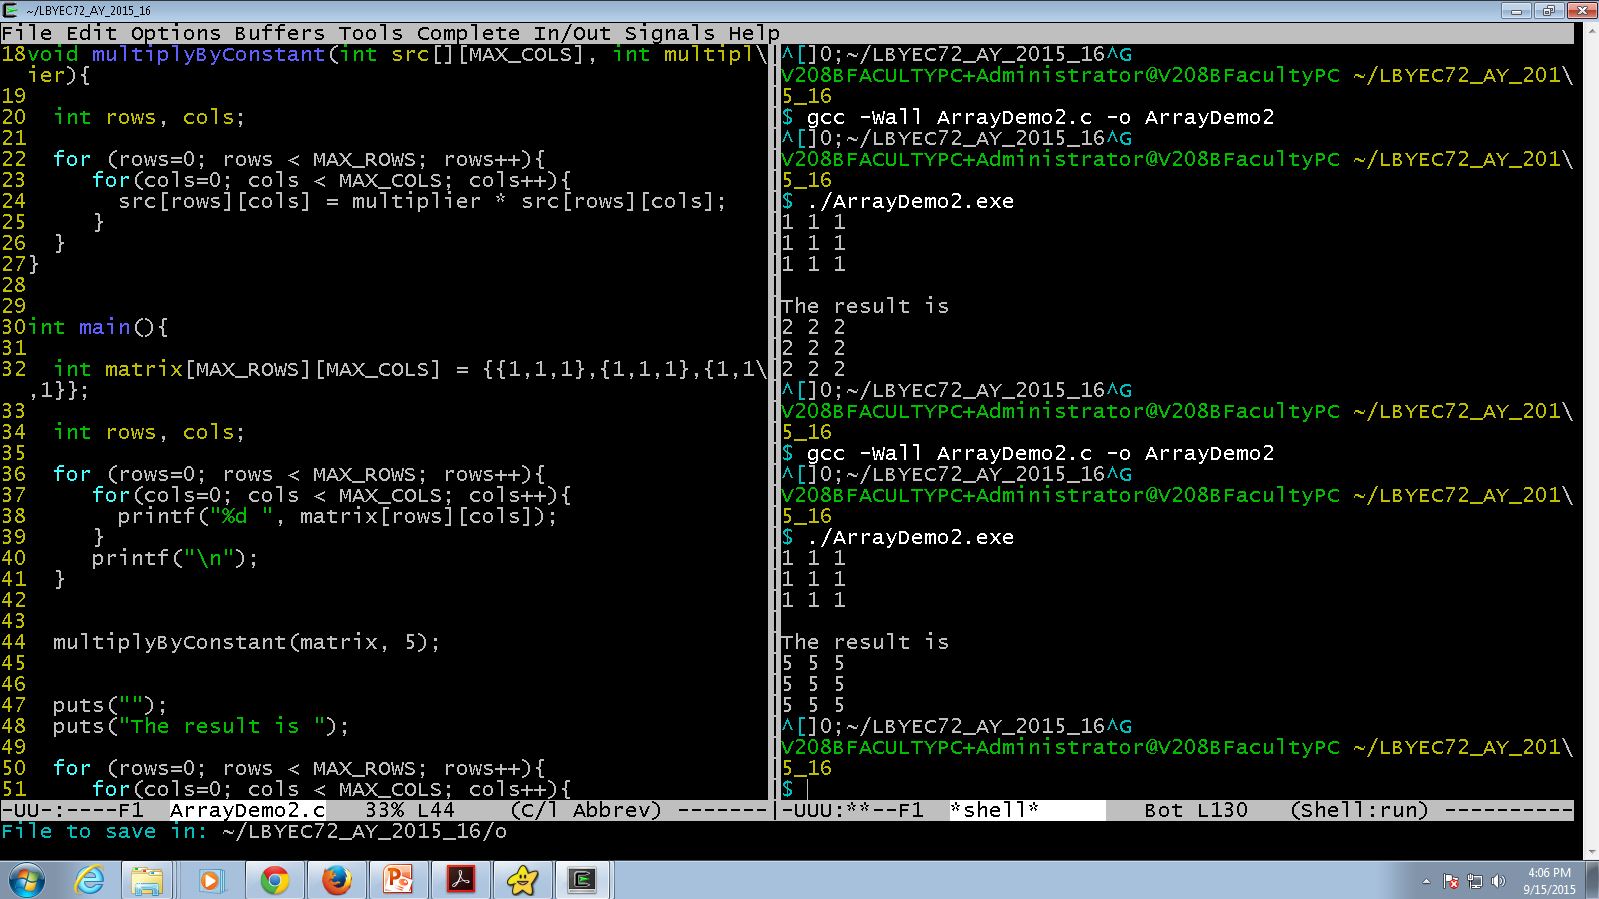 ~/LBYEC72_AY_2015_16
File Edit Options Buffers Tools Complete In/Out Signals Help
18void multiplyByConstant(int src[][MAX_COLS], int multipl\
ier){
19
20  int rows, cols;
21
22  for (rows=0; rows < MAX_ROWS; rows++){
23     for(cols=0; cols < MAX_COLS; cols++){
24       src[rows][cols] = multiplier * src[rows][cols];
25     }
26  }
27}
28
29
30int main(){
31
32  int matrix[MAX_ROWS][MAX_COLS] = {{1,1,1},{1,1,1},{1,1\
,1}};
33
34  int rows, cols;
35
36  for (rows=0; rows < MAX_ROWS; rows++){
37     for(cols=0; cols < MAX_COLS; cols++){
38       printf("%d ", matrix[rows][cols]);
39     }
40     printf("\n");
41  }
42
43
44  multiplyByConstant(matrix, 5);
45
46
47  puts("");
48  puts("The result is ");
49
50  for (rows=0; rows < MAX_ROWS; rows++){
51     for(cols=0; cols < MAX_COLS; cols++){
-UU-:----F1  ArrayDemo2.c   33% L44    (C/l Abbrev) -------
^[]0;~/LBYEC72_AY_2015_16^G
V208BFACULTYPC+Administrator@V208BFacultyPC ~/LBYEC72_AY_201\
5_16
$ gcc -Wall ArrayDemo2.c -o ArrayDemo2
^[]0;~/LBYEC72_AY_2015_16^G
V208BFACULTYPC+Administrator@V208BFacultyPC ~/LBYEC72_AY_201\
5_16
$ ./ArrayDemo2.exe
1 1 1
1 1 1
1 1 1

The result is
2 2 2
2 2 2
2 2 2
^[]0;~/LBYEC72_AY_2015_16^G
V208BFACULTYPC+Administrator@V208BFacultyPC ~/LBYEC72_AY_201\
5_16
$ gcc -Wall ArrayDemo2.c -o ArrayDemo2
^[]0;~/LBYEC72_AY_2015_16^G
V208BFACULTYPC+Administrator@V208BFacultyPC ~/LBYEC72_AY_201\
5_16
$ ./ArrayDemo2.exe
1 1 1
1 1 1
1 1 1

The result is
5 5 5
5 5 5
5 5 5
^[]0;~/LBYEC72_AY_2015_16^G
V208BFACULTYPC+Administrator@V208BFacultyPC ~/LBYEC72_AY_201\
5_16
$
-UUU:**--F1  *shell*        Bot L130   (Shell:run) ----------
File to save in: ~/LBYEC72_AY_2015_16/o
4:06 PM
9/15/2015